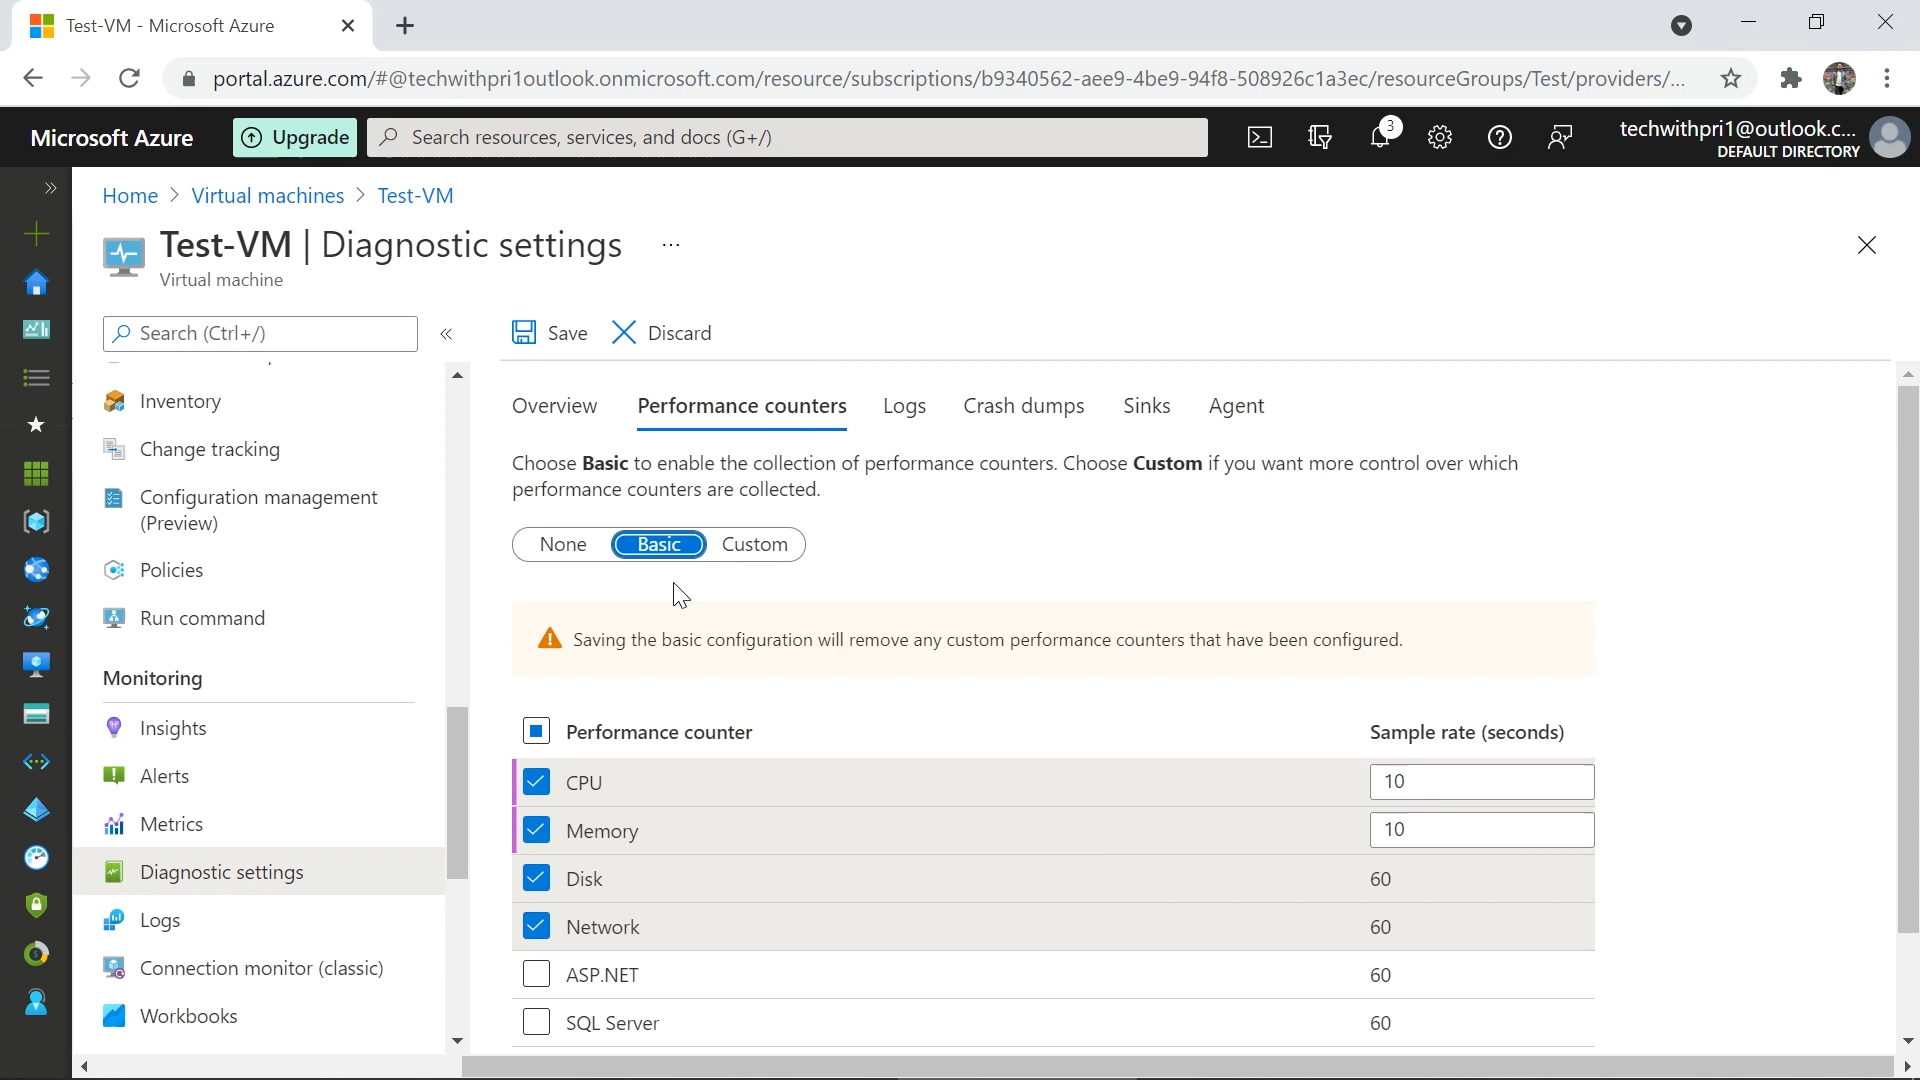 Test-VM - Microsoft Azure
portal.azure.com/#@techwithpri1outlook.onmicrosoft.com/resource/subscriptions/b9340562-aee9-4be9-94f8-508926c1a3ec/resourceGroups/Test/providers/...
Microsoft Azure
Upgrade
Search resources, services, and docs (G+/)
3
techwithpri1@outlook.c...
DEFAULT DIRECTORY
Home > Virtual machines > Test-VM
Test-VM | Diagnostic settings ...
Virtual machine
Search (Ctrl+/)
Save
Discard
Inventory
Change tracking
Configuration management
(Preview)
Policies
Run command
Monitoring
Insights
Alerts
Metrics
Diagnostic settings
Logs
Connection monitor (classic)
Workbooks
Overview
Performance counters
Logs
Crash dumps
Sinks
Agent
Choose Basic to enable the collection of performance counters. Choose Custom if you want more control over which
performance counters are collected.
None
Basic
Custom
Saving the basic configuration will remove any custom performance counters that have been configured.
Performance counter Sample rate (seconds)
CPU 10
Memory 10
Disk 60
Network 60
ASP.NET 60
SQL Server 60